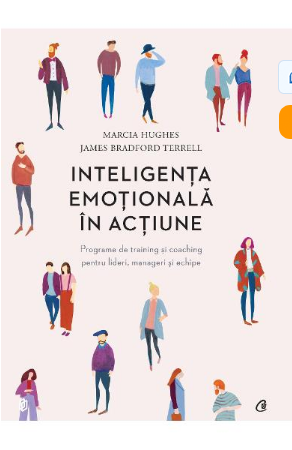 MARCIA HUGHES
JAMES BRADFORD TERRELL
INTELIGENȚA
EMOȚIONALĂ
ÎN ACȚIUNE
Programe de training și coaching
pentru lideri, manageri și echipe